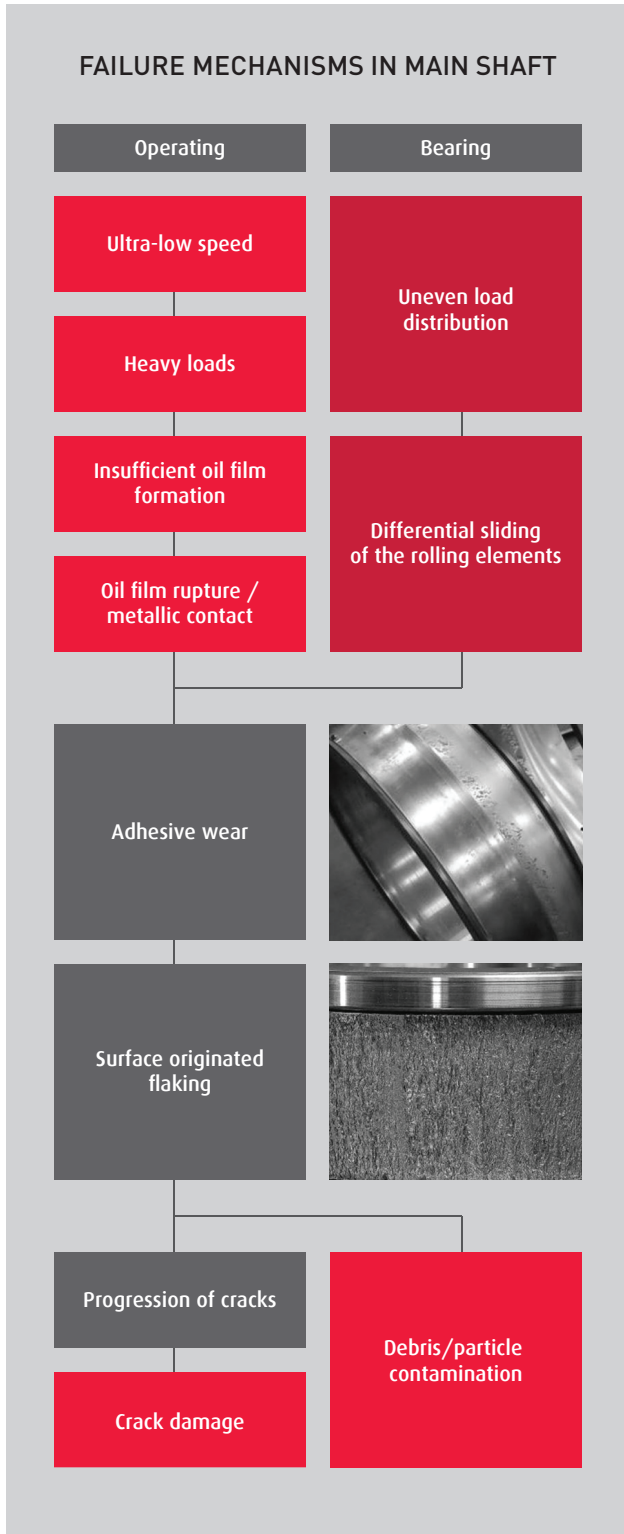 FAILURE MECHANISMS IN MAIN SHAFT
Operating
Bearing
Ultra-low speed
Uneven load
distribution
Heavy loads
Insufficient oil film
formation
Differential sliding
of the rolling elements
Oil film rupture /
metallic contact
Adhesive wear
Surface originated
flaking
Progression of cracks
Debris/particle
contamination
Crack damage